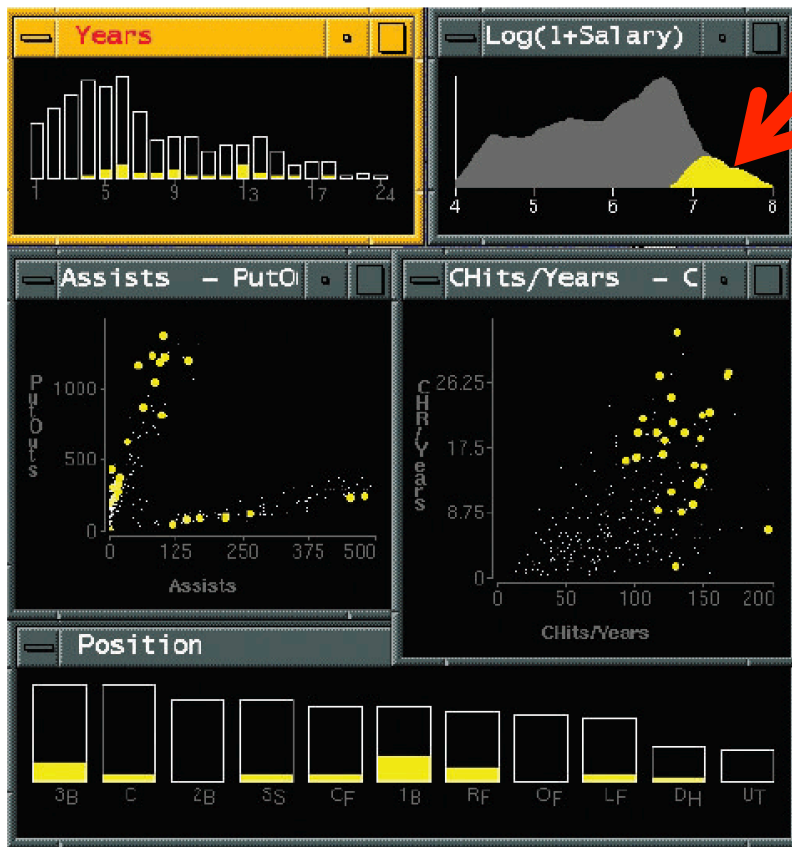 Years
Log(1+Salary)
1 5 9 13 17 24
4 5 6 7 8
Assists - PutO
CHits/Years - C
PutOuts
1000
500
0
0 125 250 375 500
Assists
CHR/Years
26.25
17.5
8.75
0
0 50 100 150 200
CHits/Years
Position
3B C 2B SS CF 1B RF OF LF DH UT